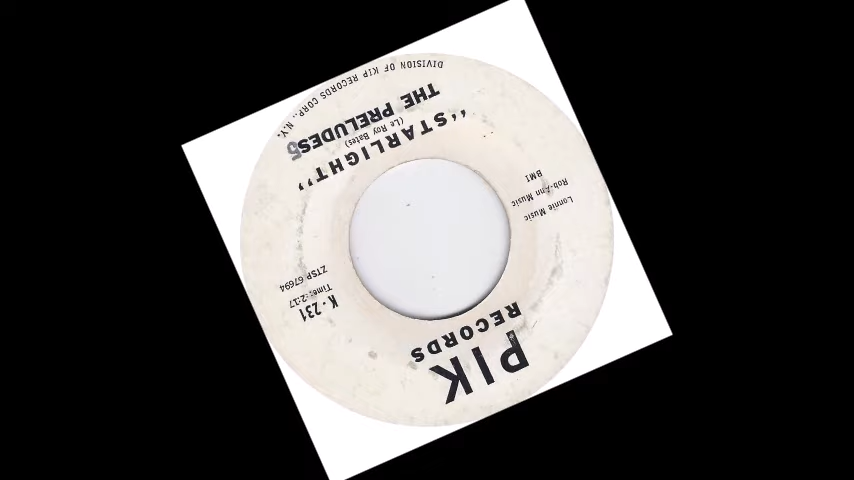 PIK
RECORDS
Lonnie Music
Rob-Ann Music
BMI
K-231
Time: 2:17
ZTSP 67694
"STARLIGHT"
(Le Roy Bates)
THE PRELUDES5
DIVISION OF KIP RECORDS CORP., N.Y.